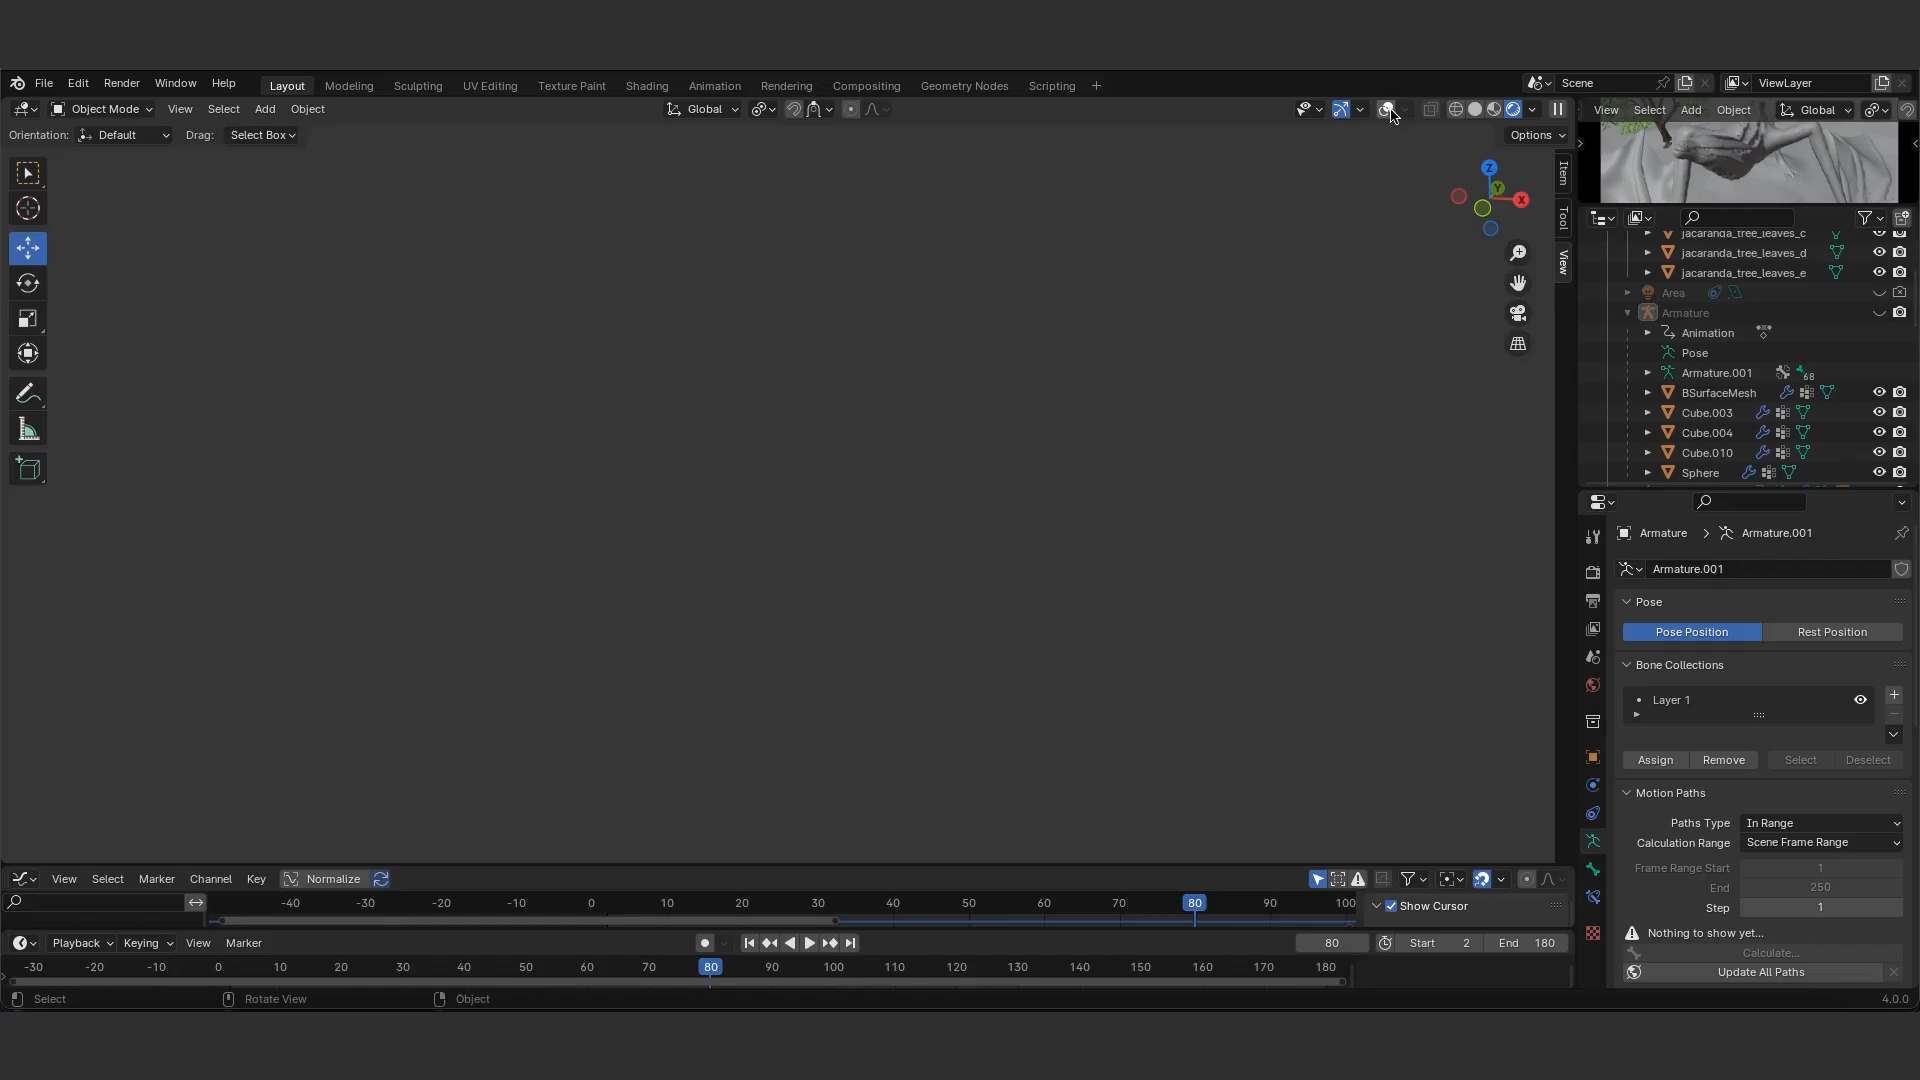 File Edit Render Window Help Layout Modeling Sculpting UV Editing Texture Paint Shading Animation Rendering Compositing Geometry Nodes Scripting + Scene ViewLayer
Object Mode View Select Add Object Global View Select Add Object Global
Orientation: Default Drag: Select Box Options
Z
Y
X
Item
Tool
View
jacaranda_tree_leaves_c
jacaranda_tree_leaves_d
jacaranda_tree_leaves_e
Area
Armature
Animation
Pose
Armature.001 68
BSurfaceMesh
Cube.003
Cube.004
Cube.010
Sphere
Armature > Armature.001
Armature.001
Pose
Pose Position Rest Position
Bone Collections
Layer 1
Assign Remove Select Deselect
Motion Paths
Paths Type In Range
Calculation Range Scene Frame Range
Frame Range Start 1
End 250
Step 1
Nothing to show yet...
Calculate...
Update All Paths
View Select Marker Channel Key Normalize
-40 -30 -20 -10 0 10 20 30 40 50 60 70 80 90 100
Show Cursor
Playback Keying View Marker 80 Start 2 End 180
-30 -20 -10 0 10 20 30 40 50 60 70 80 90 100 110 120 130 140 150 160 170 180
Select Rotate View Object 4.0.0